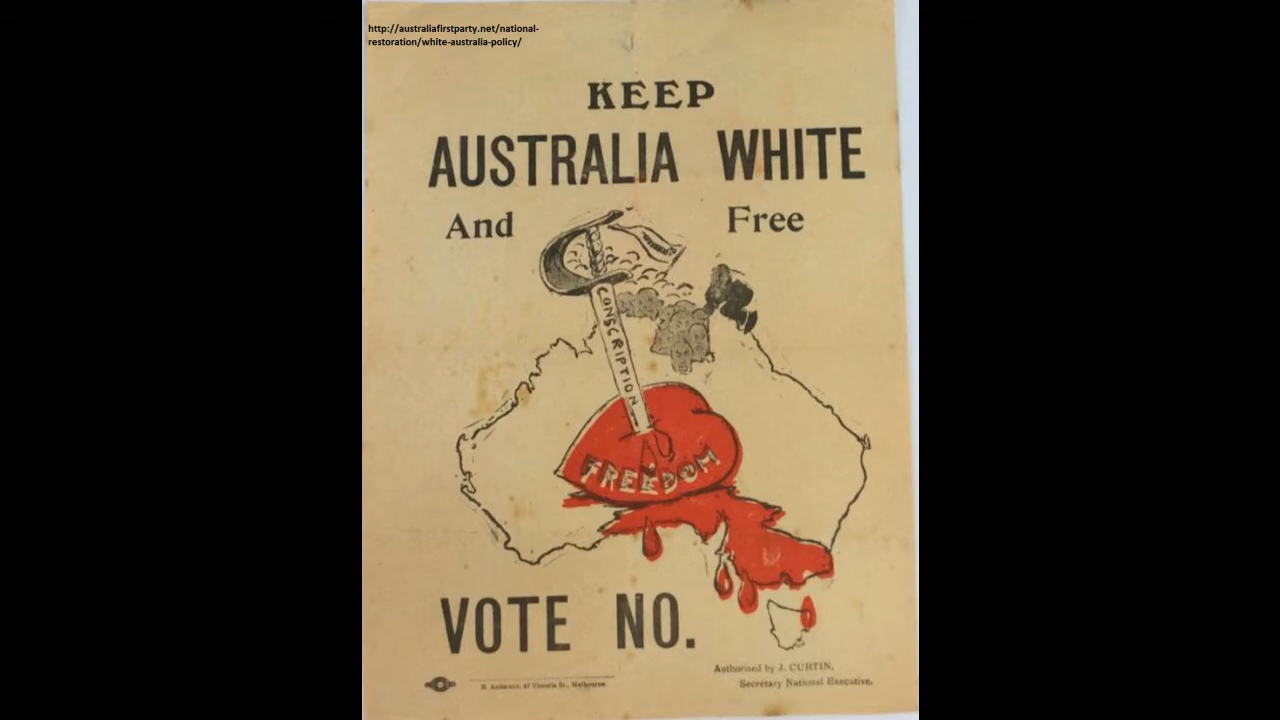 http://australiafirstparty.net/national-
restoration/white-australia-policy/
KEEP
AUSTRALIA WHITE
And Free
CONSCRIPTION
FREEDOM
VOTE NO.
Authorised by J. CURTIN,
Secretary National Executive.